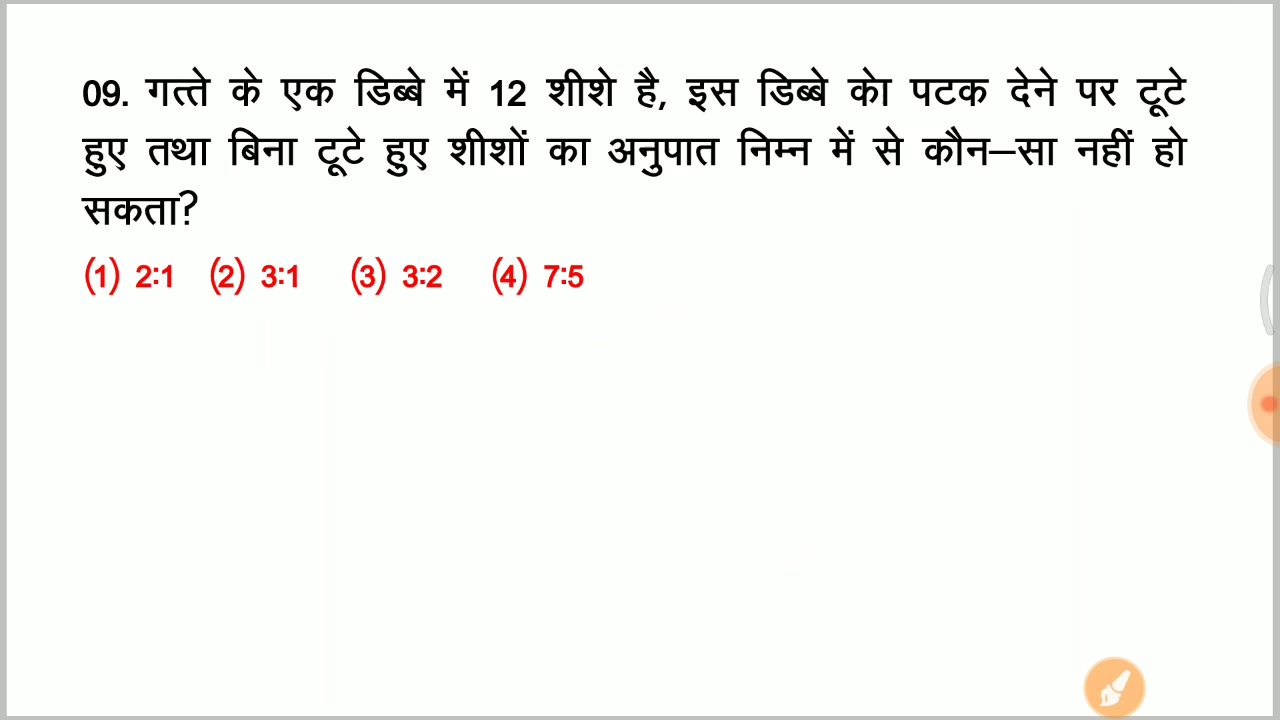 09. गत्ते के एक डिब्बे में 12 शीशे है, इस डिब्बे केा पटक देने पर टूटे
हुए तथा बिना टूटे हुए शीशों का अनुपात निम्न में से कौन–सा नहीं हो
सकता?
(1) 2:1 (2) 3:1 (3) 3:2 (4) 7:5